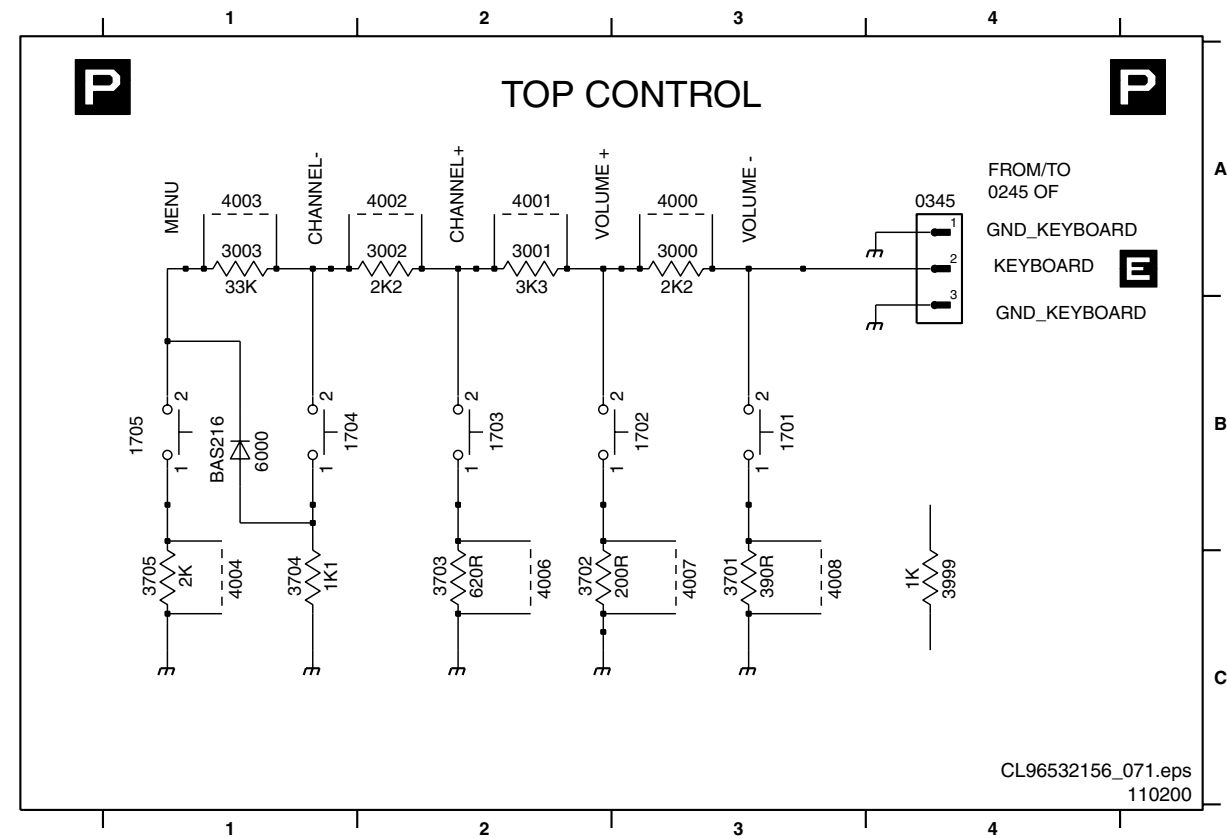 1 2 3 4
P TOP CONTROL P
A
MENU
CHANNEL-
CHANNEL+
VOLUME +
VOLUME -
FROM/TO
0245 OF
4003 4002 4001 4000 0345
1 GND_KEYBOARD
3003 3002 3001 3000
2 KEYBOARD E
33K 2K2 3K3 2K2
3 GND_KEYBOARD
2 2 2 2 2
1705
BAS216
6000
1704
1703
1702
1701
B
1 1 1 1 1
3705
2K
4004
3704
1K1
3703
620R
4006
3702
200R
4007
3701
390R
4008
1K
3999
C
CL96532156_071.eps
110200
1 2 3 4